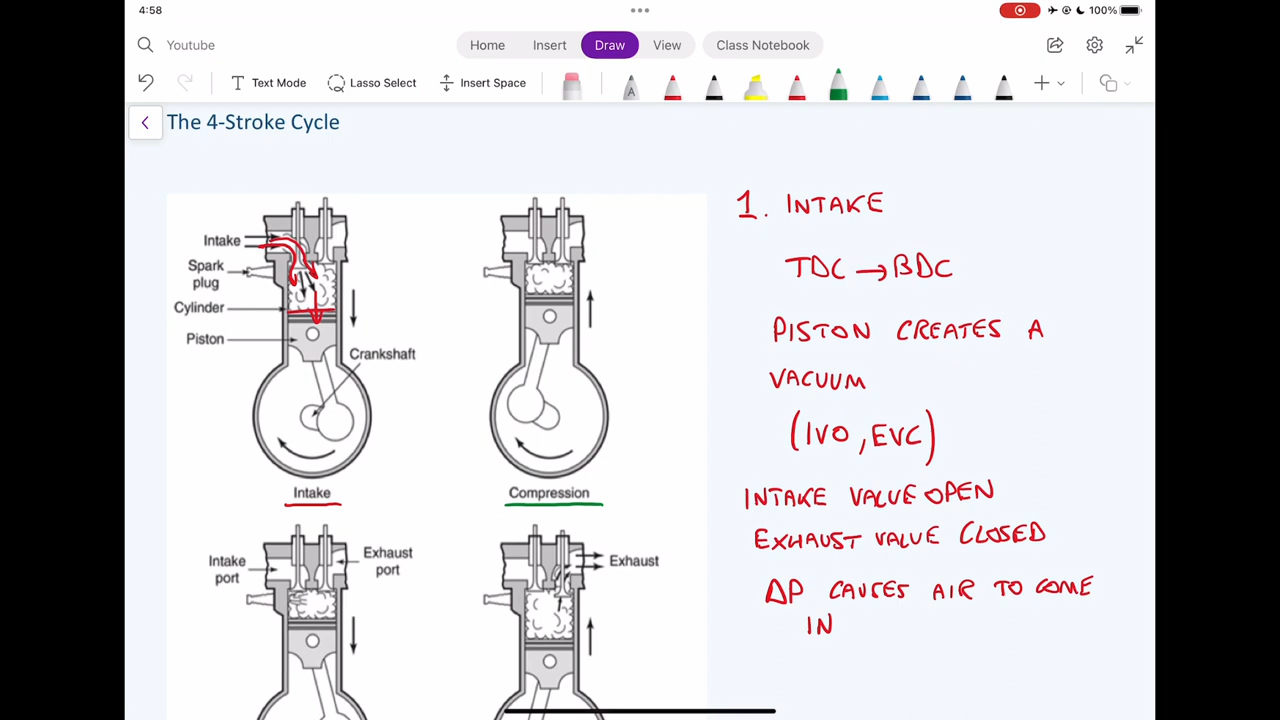 4:58
100%
Youtube
Home Insert Draw View Class Notebook
Text Mode Lasso Select Insert Space
A
The 4-Stroke Cycle
Intake
Spark
plug
Cylinder
Piston
Crankshaft
Intake
Compression
Intake
port
Exhaust
port
Exhaust
1. INTAKE
TDC → BDC
PISTON CREATES A
VACUUM
(IVO, EVC)
INTAKE VALUE OPEN
EXHAUST VALUE CLOSED
ΔP CAUSES AIR TO COME
IN